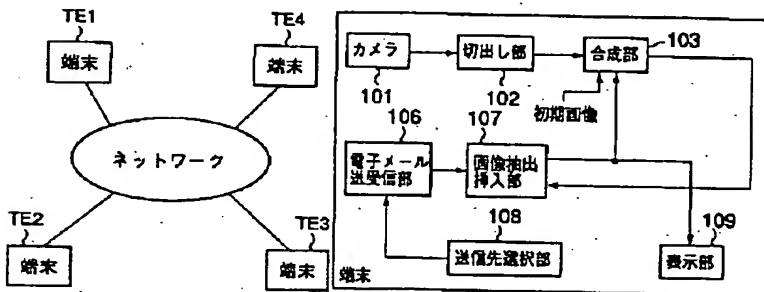 TE1
端末
TE4
端末
ネットワーク
TE2
端末
TE3
端末
カメラ
101
切出し部
102
合成部
103
初期画像
106
電子メール
送受信部
107
画像抽出
挿入部
108
送信先選択部
109
表示部
端末